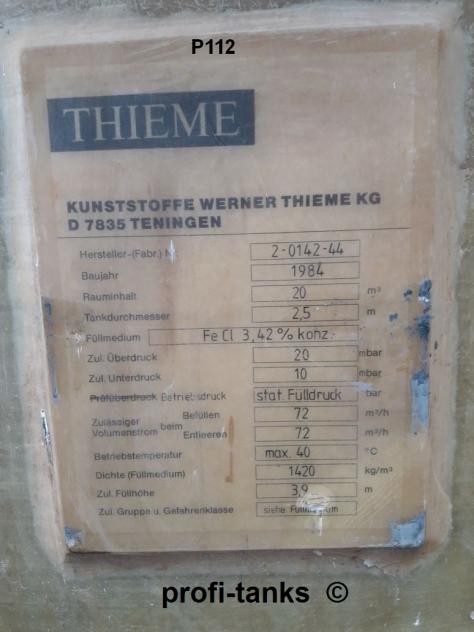 P112
THIEME
KUNSTSTOFFE WERNER THIEME KG
D 7835 TENINGEN
Hersteller-(Fabr.) Nr. 2-0142-44
Baujahr 1984
Rauminhalt 20 m³
Tankdurchmesser 2,5 m
Füllmedium Fe Cl 3,42 % konz.
Zul. Überdruck 20 mbar
Zul. Unterdruck 10 mbar
Prüfüberdruck Betriebsdruck stat. Fülldruck bar
Zulässiger Volumenstrom beim Befüllen 72 m³/h
Entleeren 72 m³/h
Betriebstemperatur max. 40 °C
Dichte (Füllmedium) 1420 kg/m³
Zul. Füllhöhe 3,9 m
Zul. Gruppe u. Gefahrenklasse siehe
profi-tanks ©